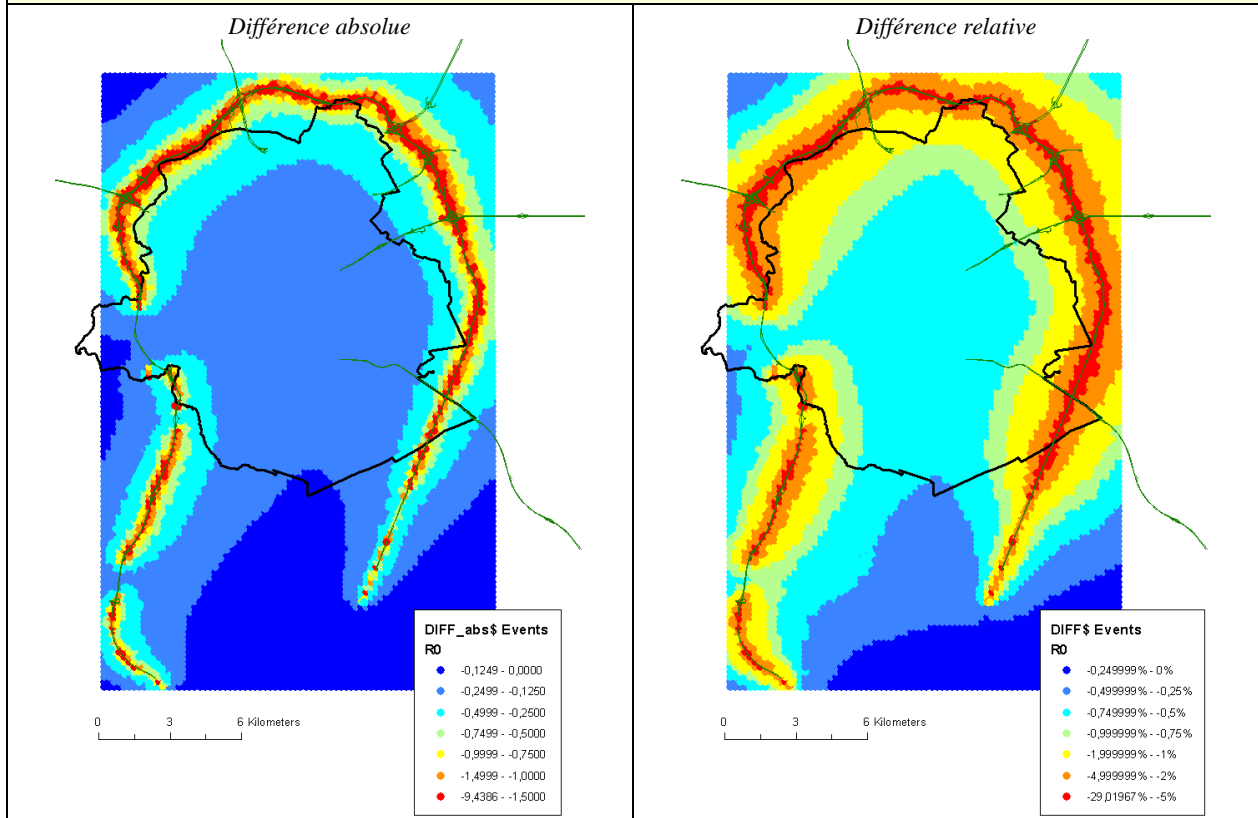 Différence absolue
DIFF_abs$ Events
R0
-0,1249 - 0,0000
-0,2499 - -0,1250
-0,4999 - -0,2500
-0,7499 - -0,5000
-0,9999 - -0,7500
-1,4999 - -1,0000
-9,4386 - -1,5000
0 3 6 Kilometers
Différence relative
DIFF$ Events
R0
-0,249999% - 0%
-0,499999% - -0,25%
-0,749999% - -0,5%
-0,999999% - -0,75%
-1,999999% - -1%
-4,999999% - -2%
-29,01967% - -5%
0 3 6 Kilometers